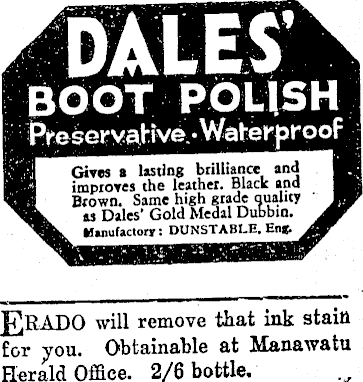 DALES'
BOOT POLISH
Preservative · Waterproof
Gives a lasting brilliance and
improves the leather. Black and
Brown. Same high grade quality
as Dales' Gold Medal Dubbin.
Manufactory: DUNSTABLE, Eng.
ERADO will remove that ink stain
for you. Obtainable at Manawatu
Herald Office. 2/6 bottle.